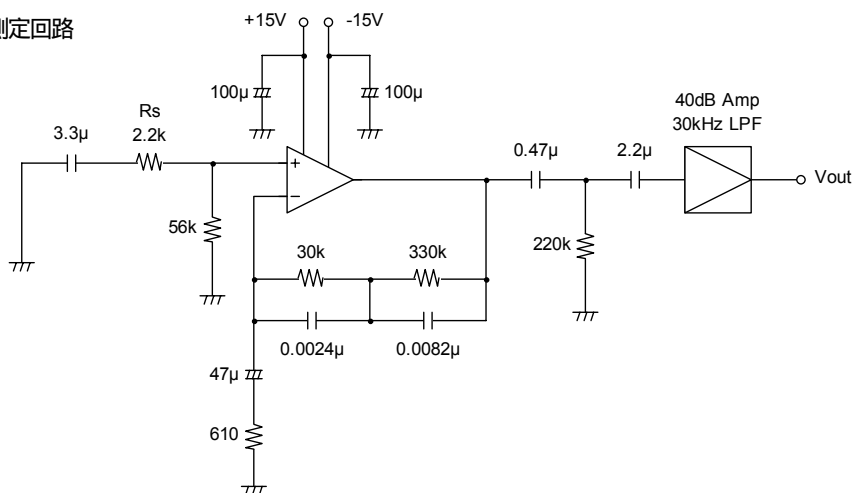 測定回路
+15V
-15V
100µ
100µ
Rs
2.2k
3.3µ
56k
40dB Amp
30kHz LPF
0.47µ
2.2µ
Vout
220k
30k
330k
0.0024µ
0.0082µ
47µ
610